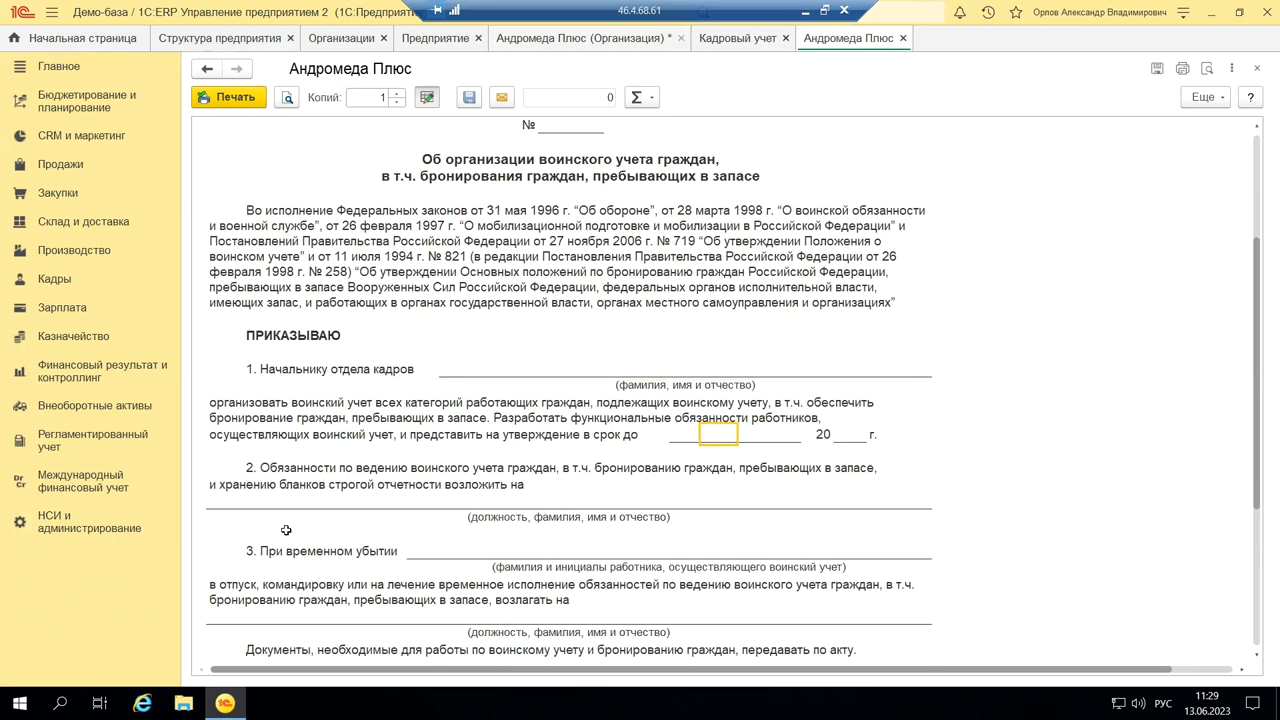 1С Демо-база / 1С:ERP Управление предприятием 2 (1С:Предприяти
46.4.68.61
Орлов Александр Владимирович
Начальная страница
Структура предприятия ×
Организации ×
Предприятие ×
Андромеда Плюс (Организация) * ×
Кадровый учет ×
Андромеда Плюс ×
Главное
Бюджетирование и
планирование
CRM и маркетинг
Продажи
Закупки
Склад и доставка
Производство
Кадры
Зарплата
Казначейство
Финансовый результат и
контроллинг
Внеоборотные активы
Регламентированный
учет
Dr
Cr
Международный
финансовый учет
НСИ и
администрирование
Андромеда Плюс
Печать
Копий:
1
0
Σ
Еще
?
№ _________
Об организации воинского учета граждан,
в т.ч. бронирования граждан, пребывающих в запасе
Во исполнение Федеральных законов от 31 мая 1996 г. “Об обороне”, от 28 марта 1998 г. “О воинской обязанности
и военной службе”, от 26 февраля 1997 г. “О мобилизационной подготовке и мобилизации в Российской Федерации” и
Постановлений Правительства Российской Федерации от 27 ноября 2006 г. № 719 “Об утверждении Положения о
воинском учете” и от 11 июля 1994 г. № 821 (в редакции Постановления Правительства Российской Федерации от 26
февраля 1998 г. № 258) “Об утверждении Основных положений по бронированию граждан Российской Федерации,
пребывающих в запасе Вооруженных Сил Российской Федерации, федеральных органов исполнительной власти,
имеющих запас, и работающих в органах государственной власти, органах местного самоуправления и организациях”
ПРИКАЗЫВАЮ
1. Начальнику отдела кадров
(фамилия, имя и отчество)
организовать воинский учет всех категорий работающих граждан, подлежащих воинскому учету, в т.ч. обеспечить
бронирование граждан, пребывающих в запасе. Разработать функциональные обязанности работников,
осуществляющих воинский учет, и представить на утверждение в срок до 20 г.
2. Обязанности по ведению воинского учета граждан, в т.ч. бронированию граждан, пребывающих в запасе,
и хранению бланков строгой отчетности возложить на
(должность, фамилия, имя и отчество)
3. При временном убытии
(фамилия и инициалы работника, осуществляющего воинский учет)
в отпуск, командировку или на лечение временное исполнение обязанностей по ведению воинского учета граждан, в т.ч.
бронированию граждан, пребывающих в запасе, возлагать на
(должность, фамилия, имя и отчество)
Документы, необходимые для работы по воинскому учету и бронированию граждан, передавать по акту.
1С
РУС
11:29
13.06.2023